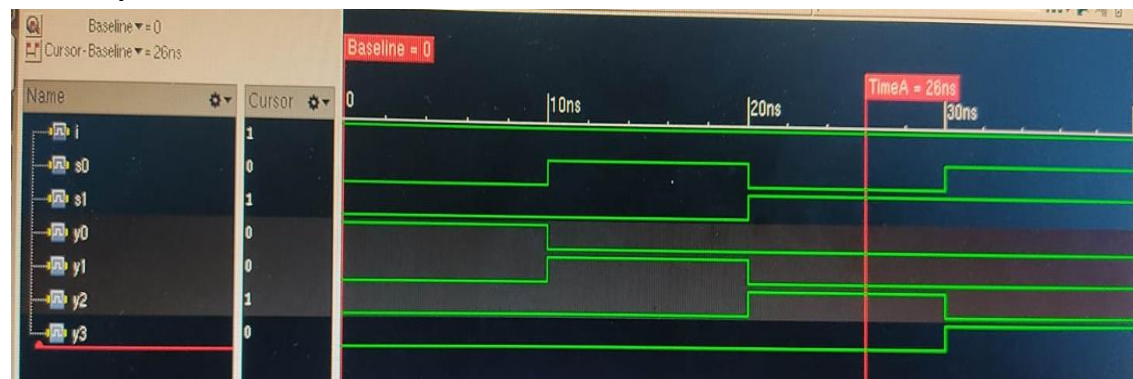 Baseline▼=0
Cursor-Baseline▼=26ns
Baseline = 0
TimeA = 26ns
Name Cursor 0 10ns 20ns 30ns
i 1
s0 0
s1 1
y0 0
y1 0
y2 1
y3 0